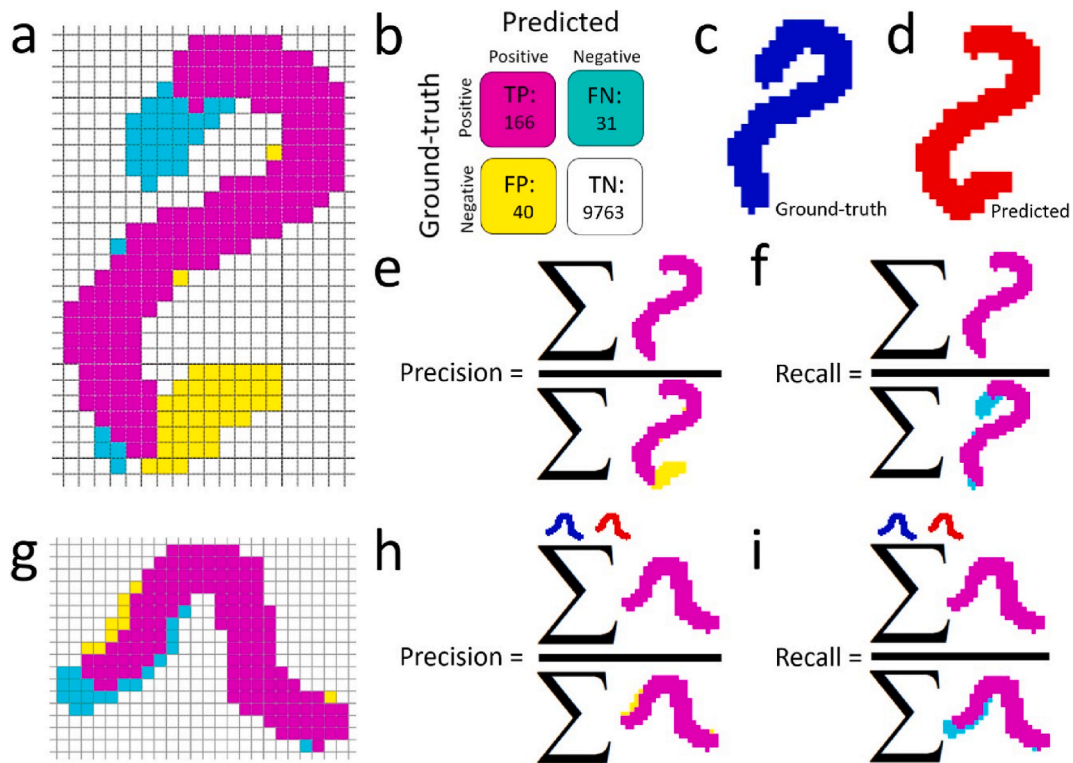 a
b
Predicted
Positive Negative
Ground-truth
Positive
TP:
166
FN:
31
Negative
FP:
40
TN:
9763
c
Ground-truth
d
Predicted
e
Precision =
∑
∑
f
Recall =
∑
∑
g
h
Precision =
∑
∑
i
Recall =
∑
∑